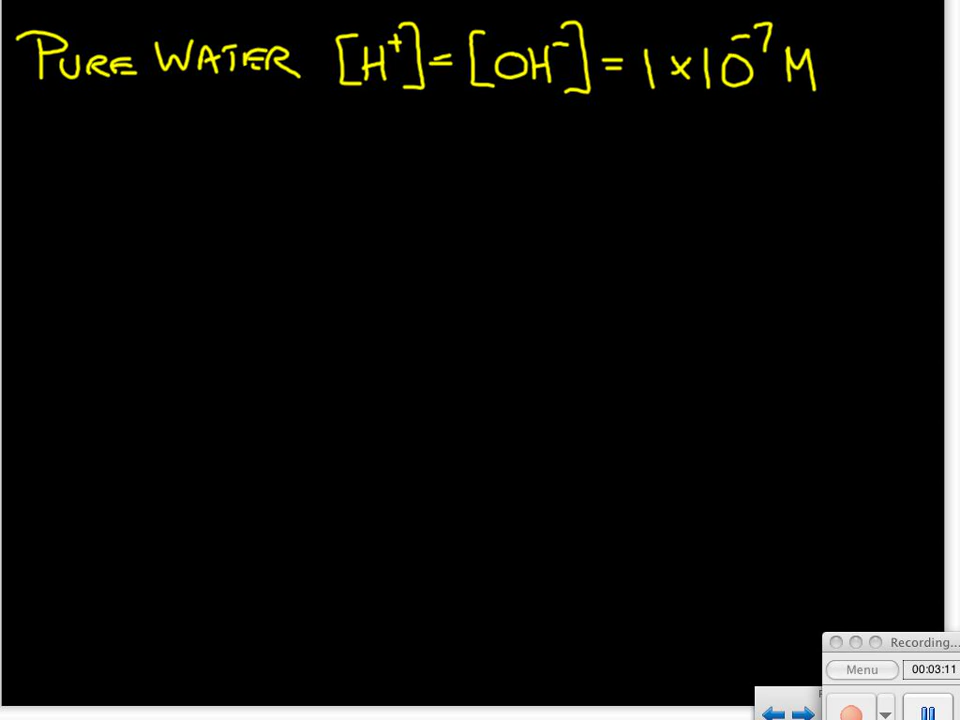 PURE WATER [H⁺] = [OH⁻] = 1 × 10⁻⁷ M
Recording...
Menu
00:03:11